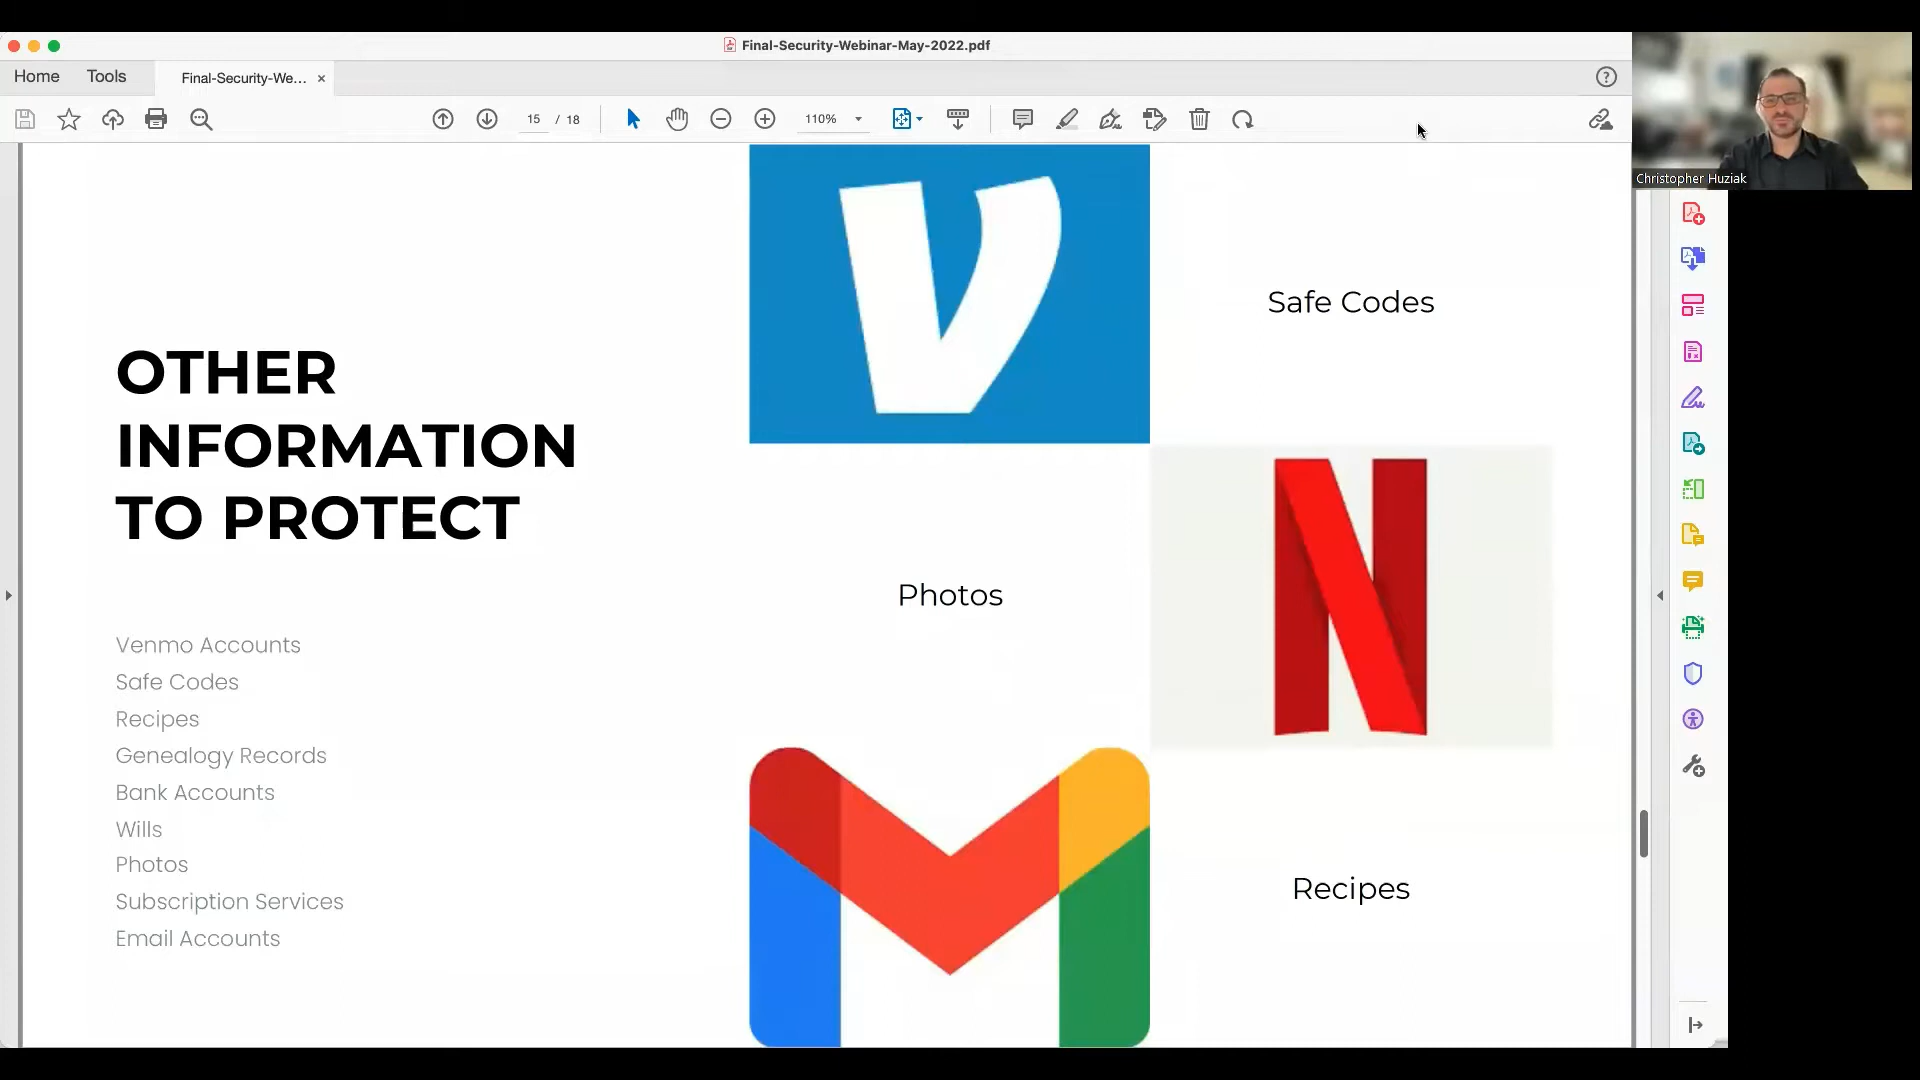 Final-Security-Webinar-May-2022.pdf
Home
Tools
Final-Security-We...
15 / 18
110%
Christopher Huziak
OTHER
INFORMATION
TO PROTECT
Venmo Accounts
Safe Codes
Recipes
Genealogy Records
Bank Accounts
Wills
Photos
Subscription Services
Email Accounts
Safe Codes
Photos
Recipes